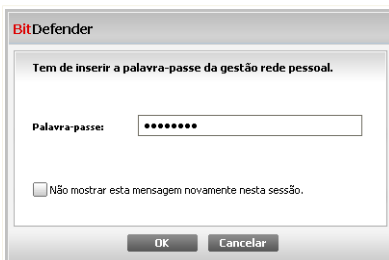 BitDefender
Tem de inserir a palavra-passe da gestão rede pessoal.
Palavra-passe: ••••••••
Não mostrar esta mensagem novamente nesta sessão.
OK Cancelar